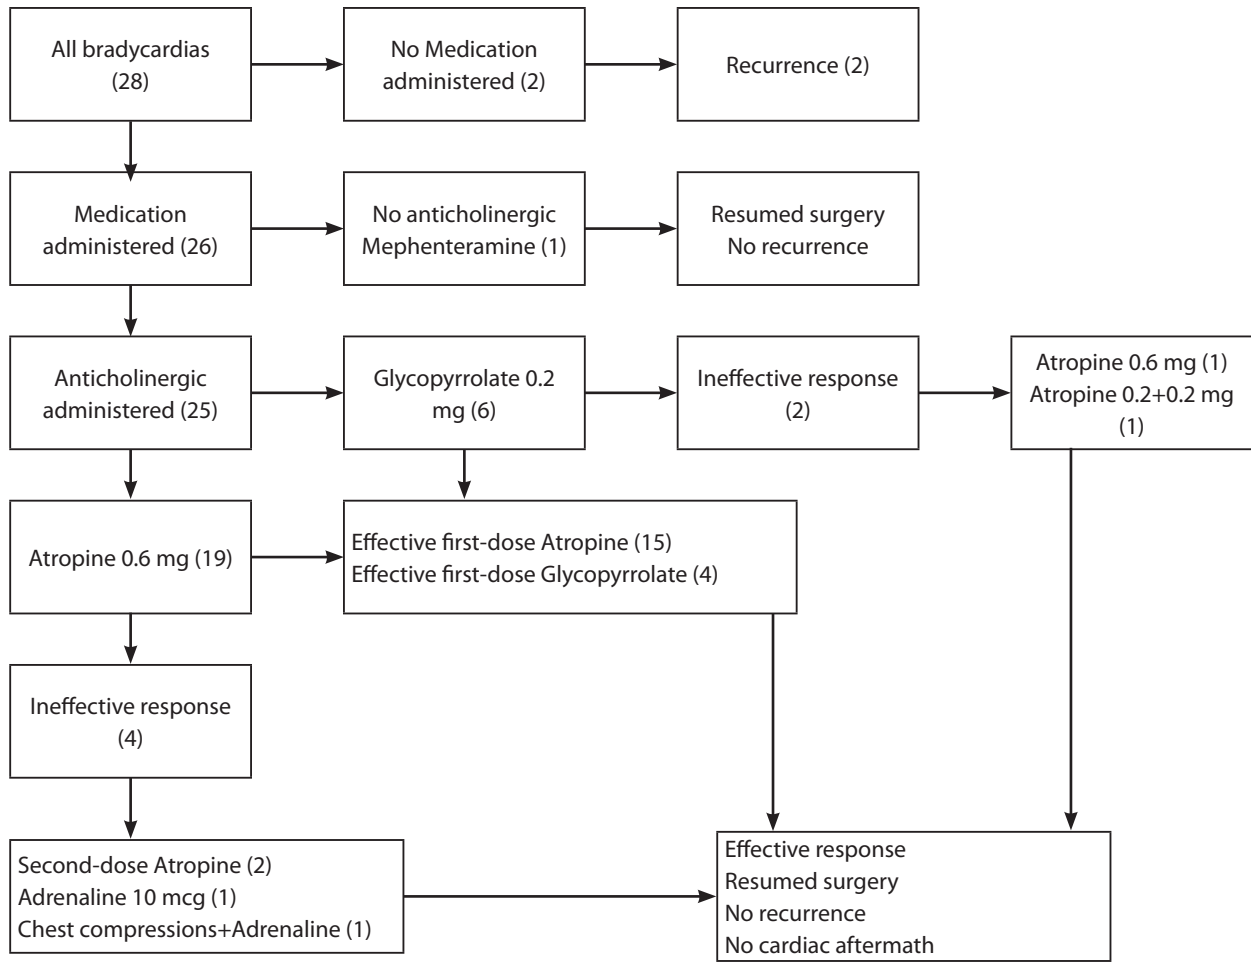 All bradycardias
(28)
No Medication
administered (2)
Recurrence (2)
Medication
administered (26)
No anticholinergic
Mephenteramine (1)
Resumed surgery
No recurrence
Anticholinergic
administered (25)
Glycopyrrolate 0.2
mg (6)
Ineffective response
(2)
Atropine 0.6 mg (1)
Atropine 0.2+0.2 mg
(1)
Atropine 0.6 mg (19)
Effective first-dose Atropine (15)
Effective first-dose Glycopyrrolate (4)
Ineffective response
(4)
Second-dose Atropine (2)
Adrenaline 10 mcg (1)
Chest compressions+Adrenaline (1)
Effective response
Resumed surgery
No recurrence
No cardiac aftermath